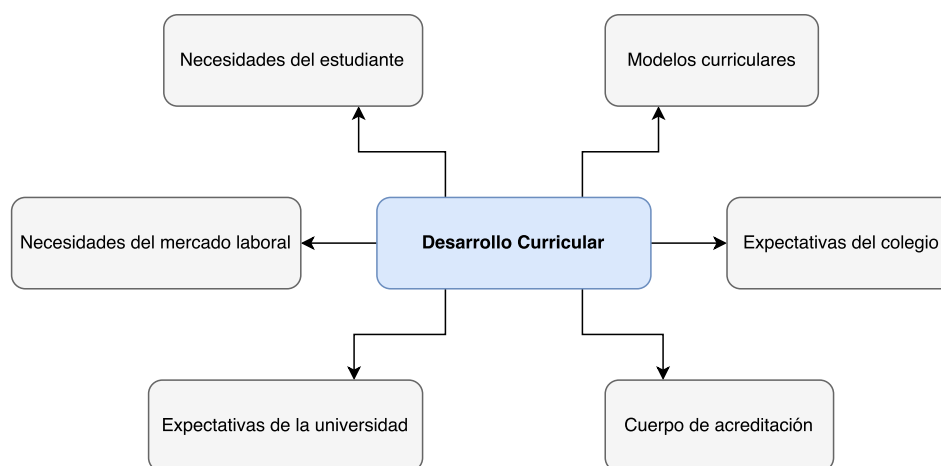 Necesidades del estudiante
Modelos curriculares
Necesidades del mercado laboral
Desarrollo Curricular
Expectativas del colegio
Expectativas de la universidad
Cuerpo de acreditación